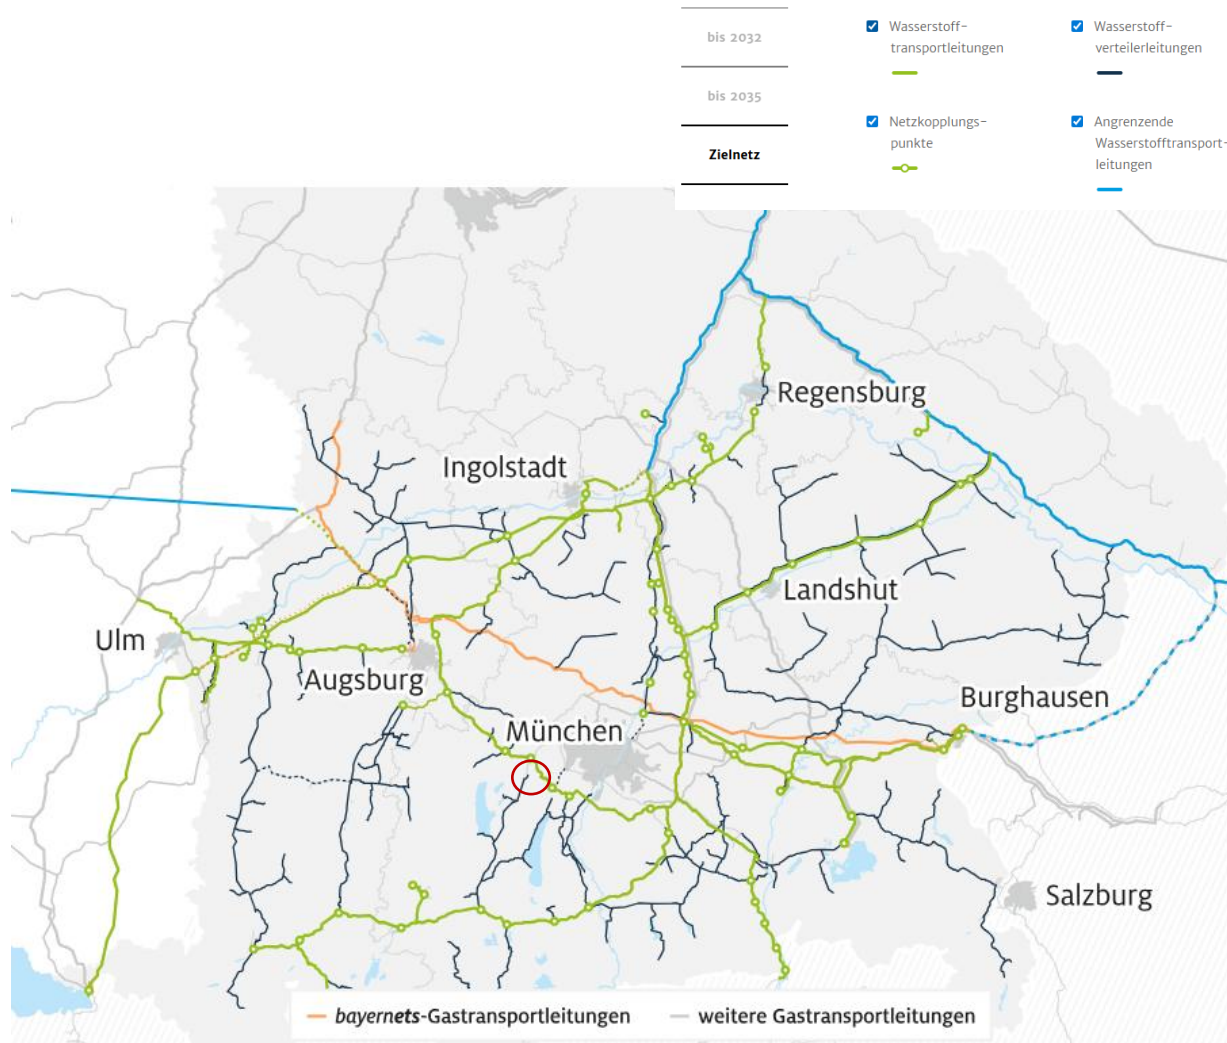 bis 2032
bis 2035
Zielnetz
Wasserstoff-
transportleitungen
Wasserstoff-
verteilerleitungen
Netzkopplungs-
punkte
Angrenzende
Wasserstofftransport-
leitungen
Regensburg
Ingolstadt
Landshut
Ulm
Augsburg
Burghausen
München
Salzburg
bayernets-Gastransportleitungen
weitere Gastransportleitungen